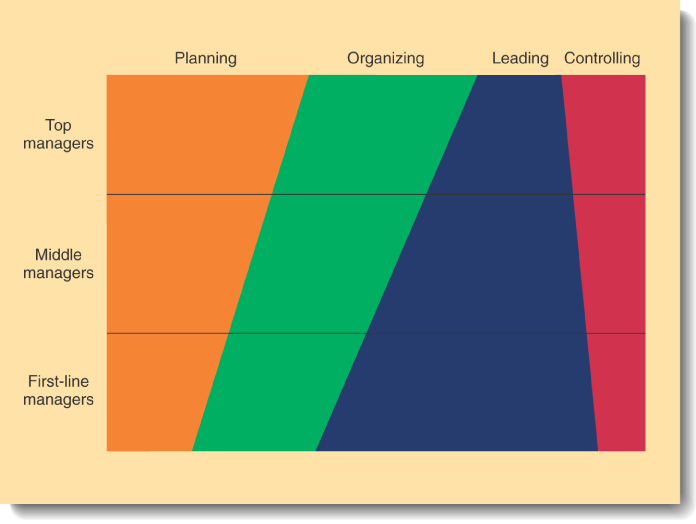 Planning Organizing Leading Controlling
Top
managers
Middle
managers
First-line
managers